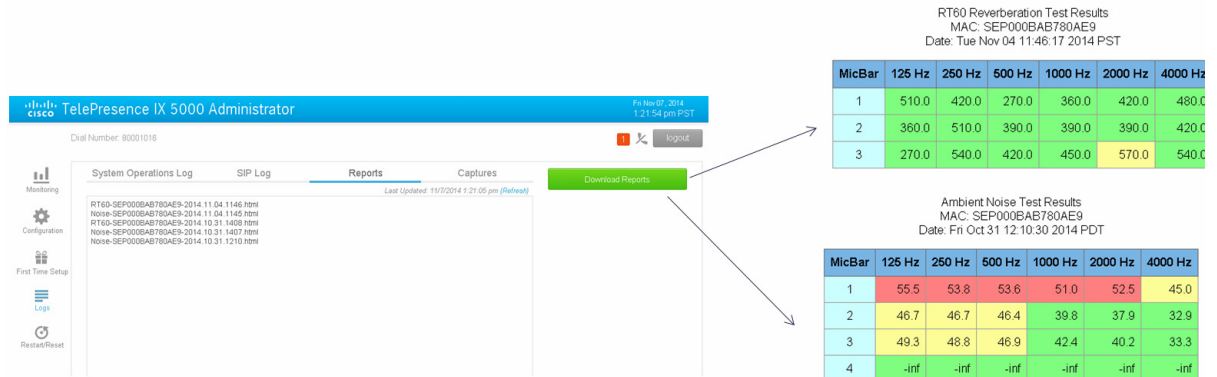 RT60 Reverberation Test Results
MAC: SEP000BAB780AE9
Date: Tue Nov 04 11:46:17 2014 PST
MicBar 125 Hz 250 Hz 500 Hz 1000 Hz 2000 Hz 4000 Hz
1 510.0 420.0 270.0 360.0 420.0 480.0
2 360.0 510.0 390.0 390.0 390.0 420.0
3 270.0 540.0 420.0 450.0 570.0 540.0
cisco TelePresence IX 5000 Administrator
Fri Nov 07, 2014
1:21:54 pm PST
Dial Number: 80001016
1 logout
Monitoring
Configuration
First Time Setup
Logs
Restart/Reset
System Operations Log SIP Log Reports Captures
Download Reports
Last Updated: 11/7/2014 1:21:05 pm (Refresh)
RT60-SEP000BAB780AE9-2014.11.04.1146.html
Noise-SEP000BAB780AE9-2014.11.04.1145.html
RT60-SEP000BAB780AE9-2014.10.31.1408.html
Noise-SEP000BAB780AE9-2014.10.31.1407.html
Noise-SEP000BAB780AE9-2014.10.31.1210.html
Ambient Noise Test Results
MAC: SEP000BAB780AE9
Date: Fri Oct 31 12:10:30 2014 PDT
MicBar 125 Hz 250 Hz 500 Hz 1000 Hz 2000 Hz 4000 Hz
1 55.5 53.8 53.6 51.0 52.5 45.0
2 46.7 46.7 46.4 39.8 37.9 32.9
3 49.3 48.8 46.9 42.4 40.2 33.3
4 -inf -inf -inf -inf -inf -inf